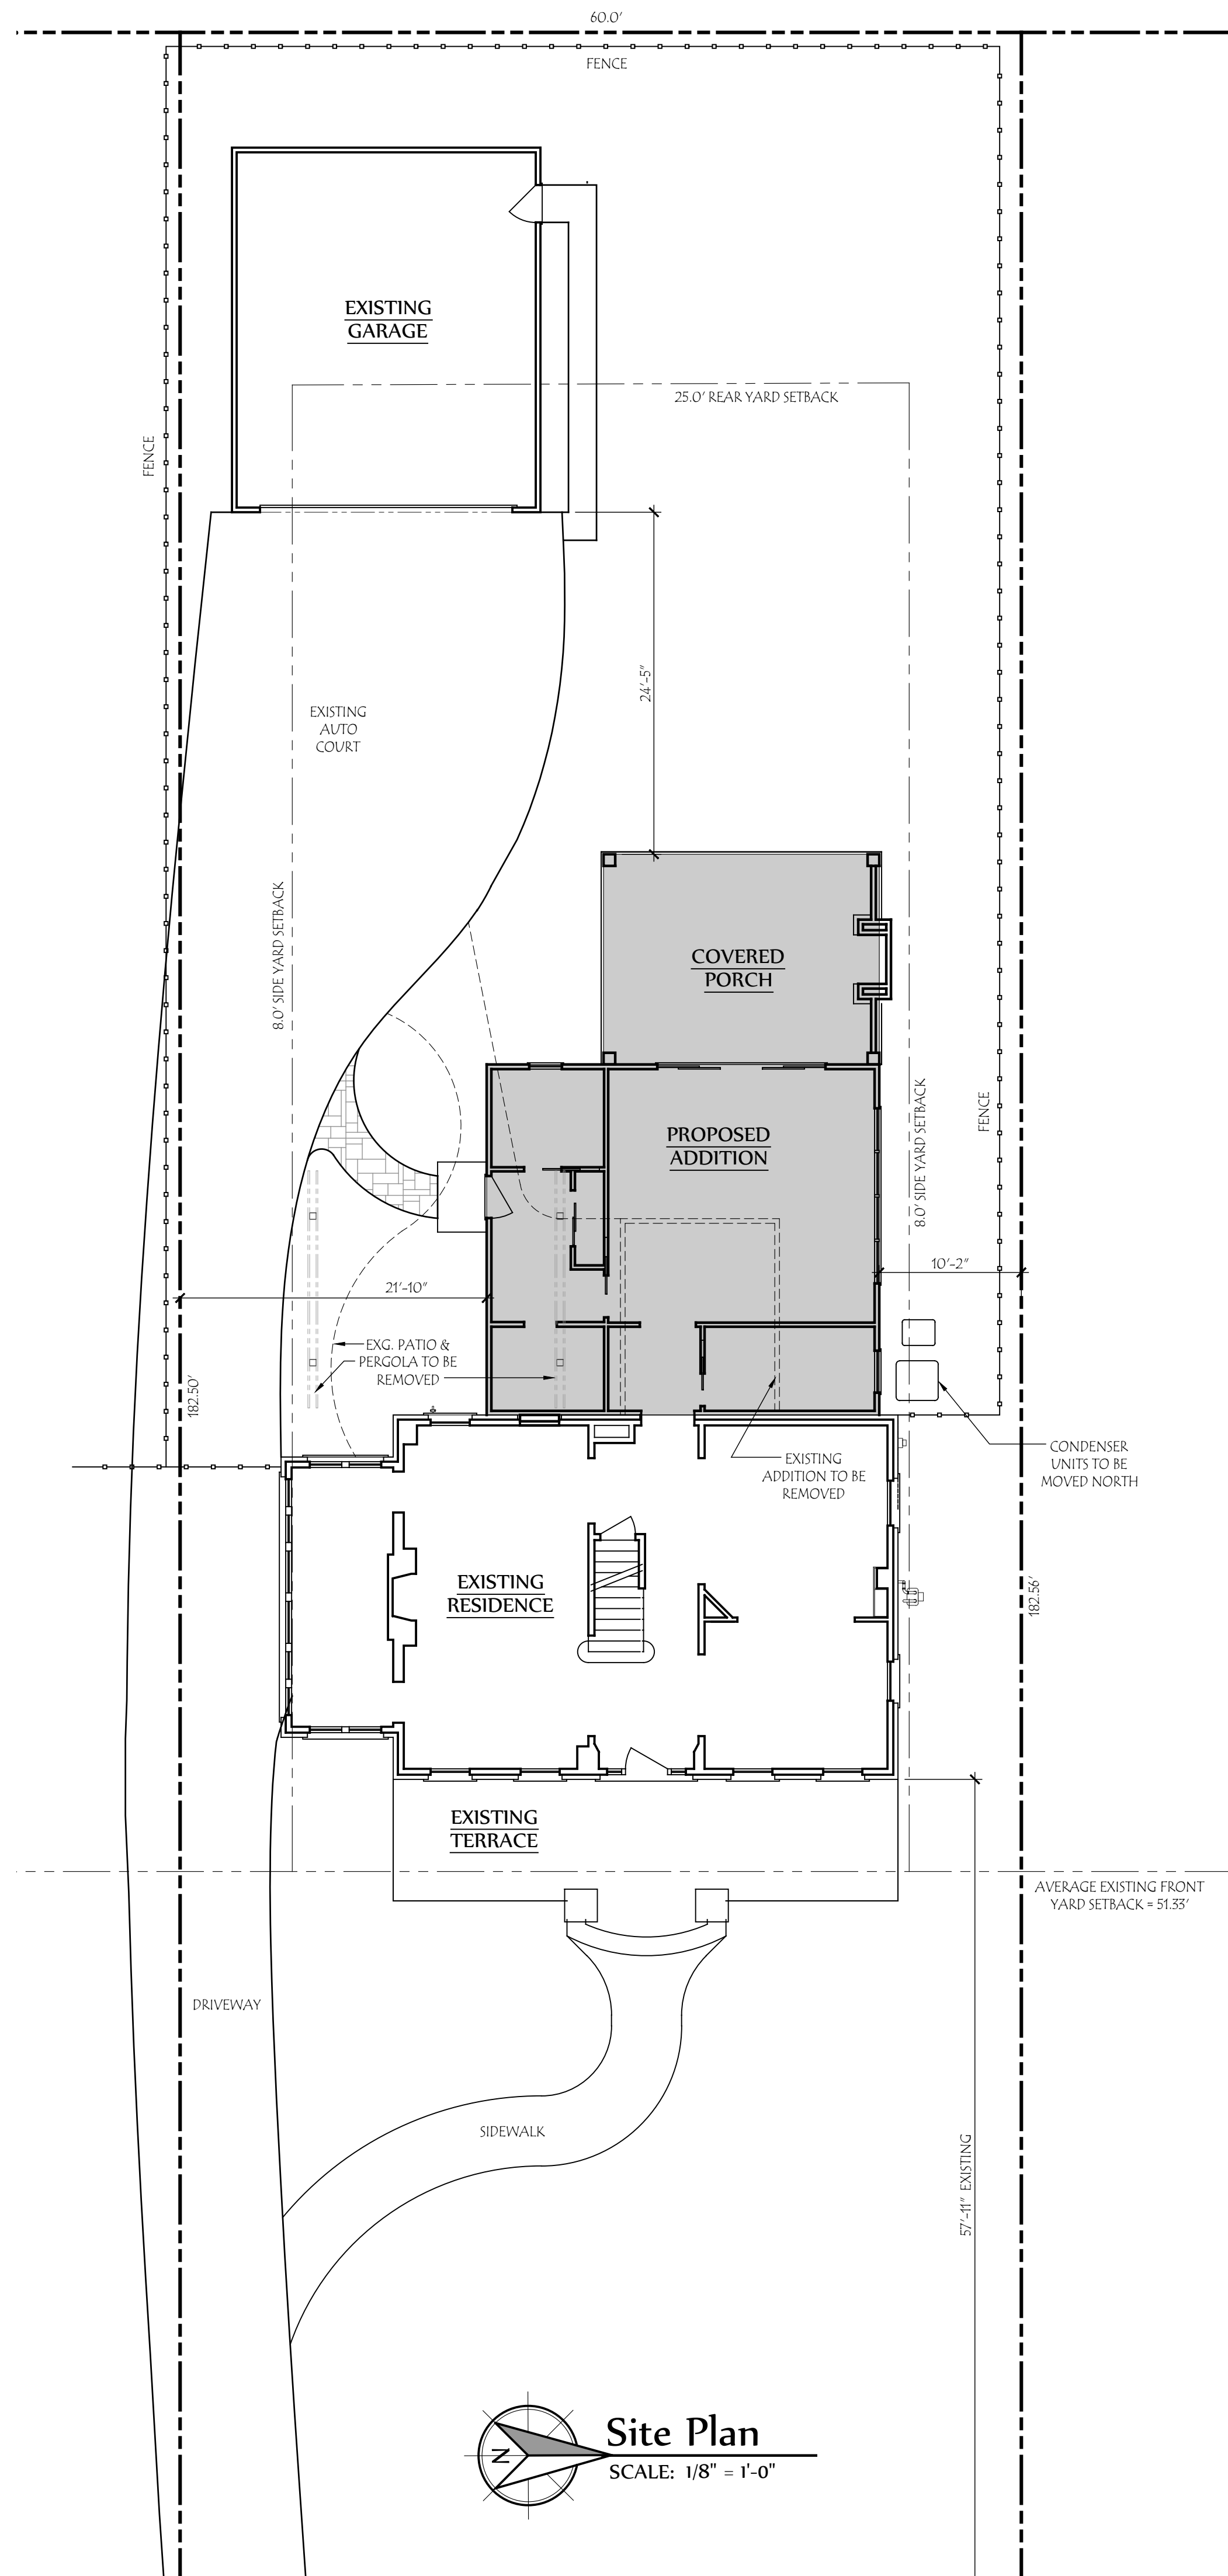 60.0'
FENCE
EXISTING
GARAGE
25.0' REAR YARD SETBACK
FENCE
24'-5"
EXISTING
AUTO
COURT
8.0' SIDE YARD SETBACK
COVERED
PORCH
PROPOSED
ADDITION
FENCE
8.0' SIDE YARD SETBACK
10'-2"
21'-10"
EXG. PATIO &
PERGOLA TO BE
REMOVED
182.50'
CONDENSER
UNITS TO BE
MOVED NORTH
EXISTING
ADDITION TO BE
REMOVED
EXISTING
RESIDENCE
182.56'
EXISTING
TERRACE
AVERAGE EXISTING FRONT
YARD SETBACK = 51.33'
DRIVEWAY
SIDEWALK
57'-11" EXISTING
N
Site Plan
SCALE: 1/8" = 1'-0"